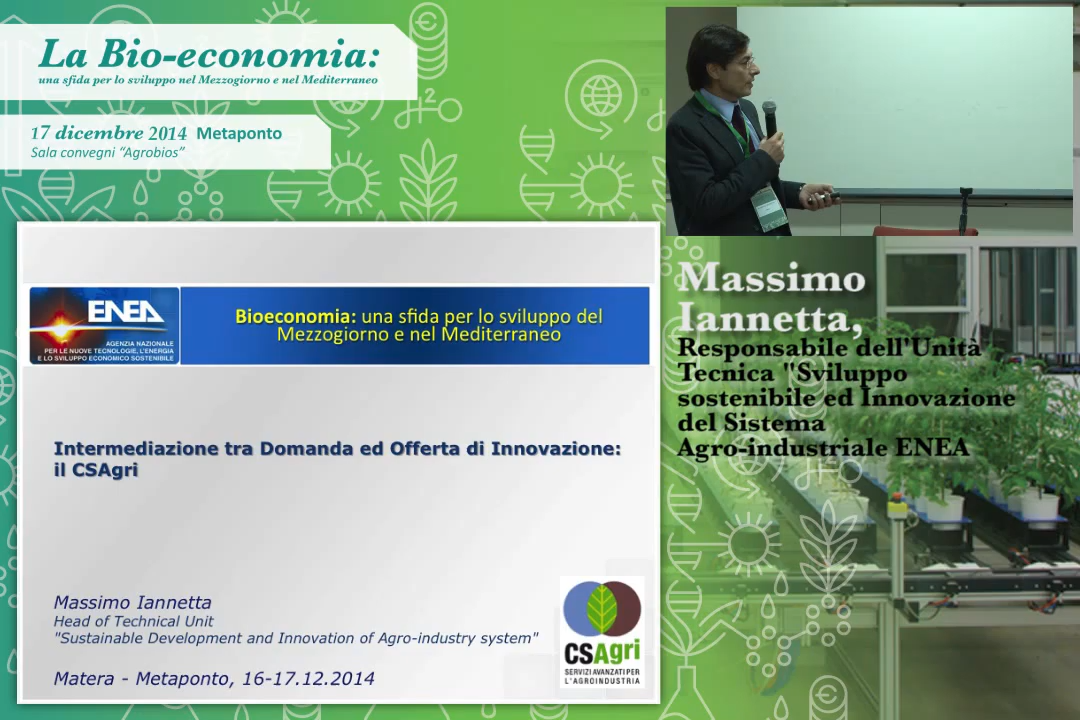 La Bio-economia:
una sfida per lo sviluppo nel Mezzogiorno e nel Mediterraneo
17 dicembre 2014 Metaponto
Sala convegni “Agrobios”
ENEA
AGENZIA NAZIONALE
PER LE NUOVE TECNOLOGIE, L'ENERGIA
E LO SVILUPPO ECONOMICO SOSTENIBILE
Bioeconomia: una sfida per lo sviluppo del
Mezzogiorno e nel Mediterraneo
Intermediazione tra Domanda ed Offerta di Innovazione:
il CSAgri
Massimo Iannetta
Head of Technical Unit
"Sustainable Development and Innovation of Agro-industry system"
Matera - Metaponto, 16-17.12.2014
CSAgri
SERVIZI AVANZATI PER
L'AGROINDUSTRIA
Massimo
Iannetta,
Responsabile dell'Unità
Tecnica "Sviluppo
sostenibile ed Innovazione
del Sistema
Agro-industriale ENEA